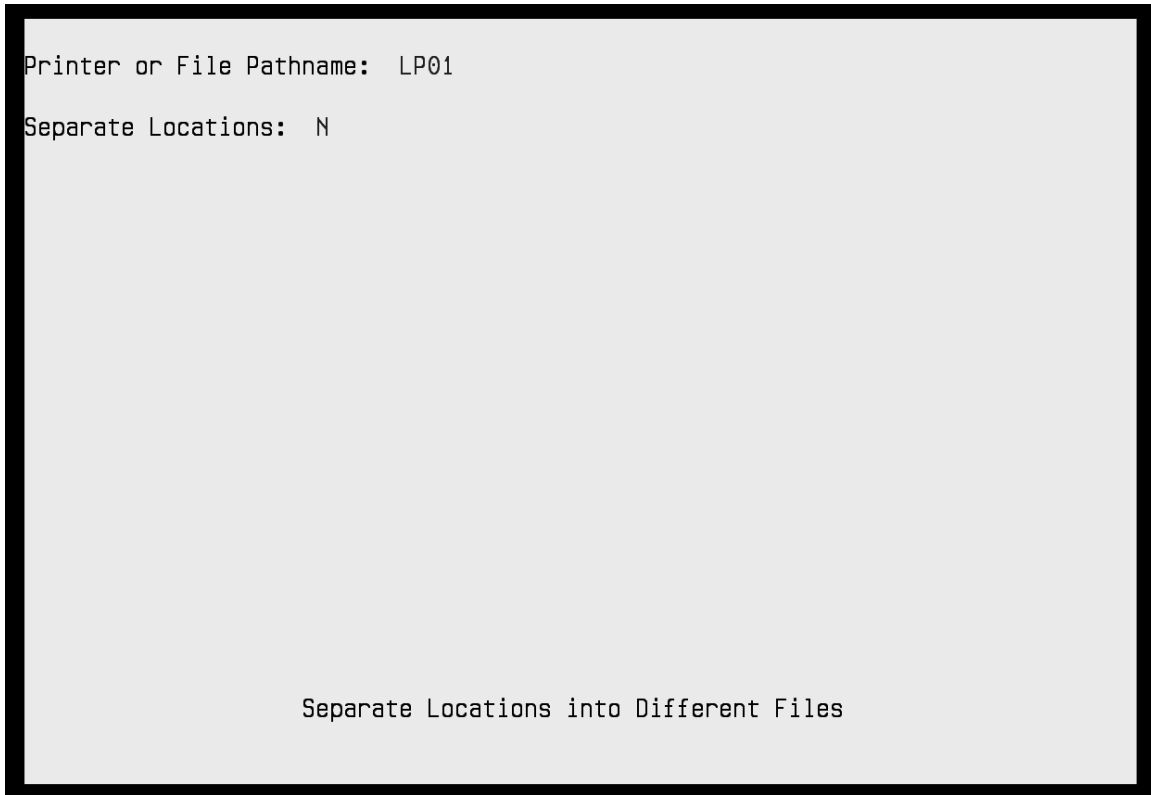 Printer or File Pathname:  LP01
Separate Locations:  N
Separate Locations into Different Files